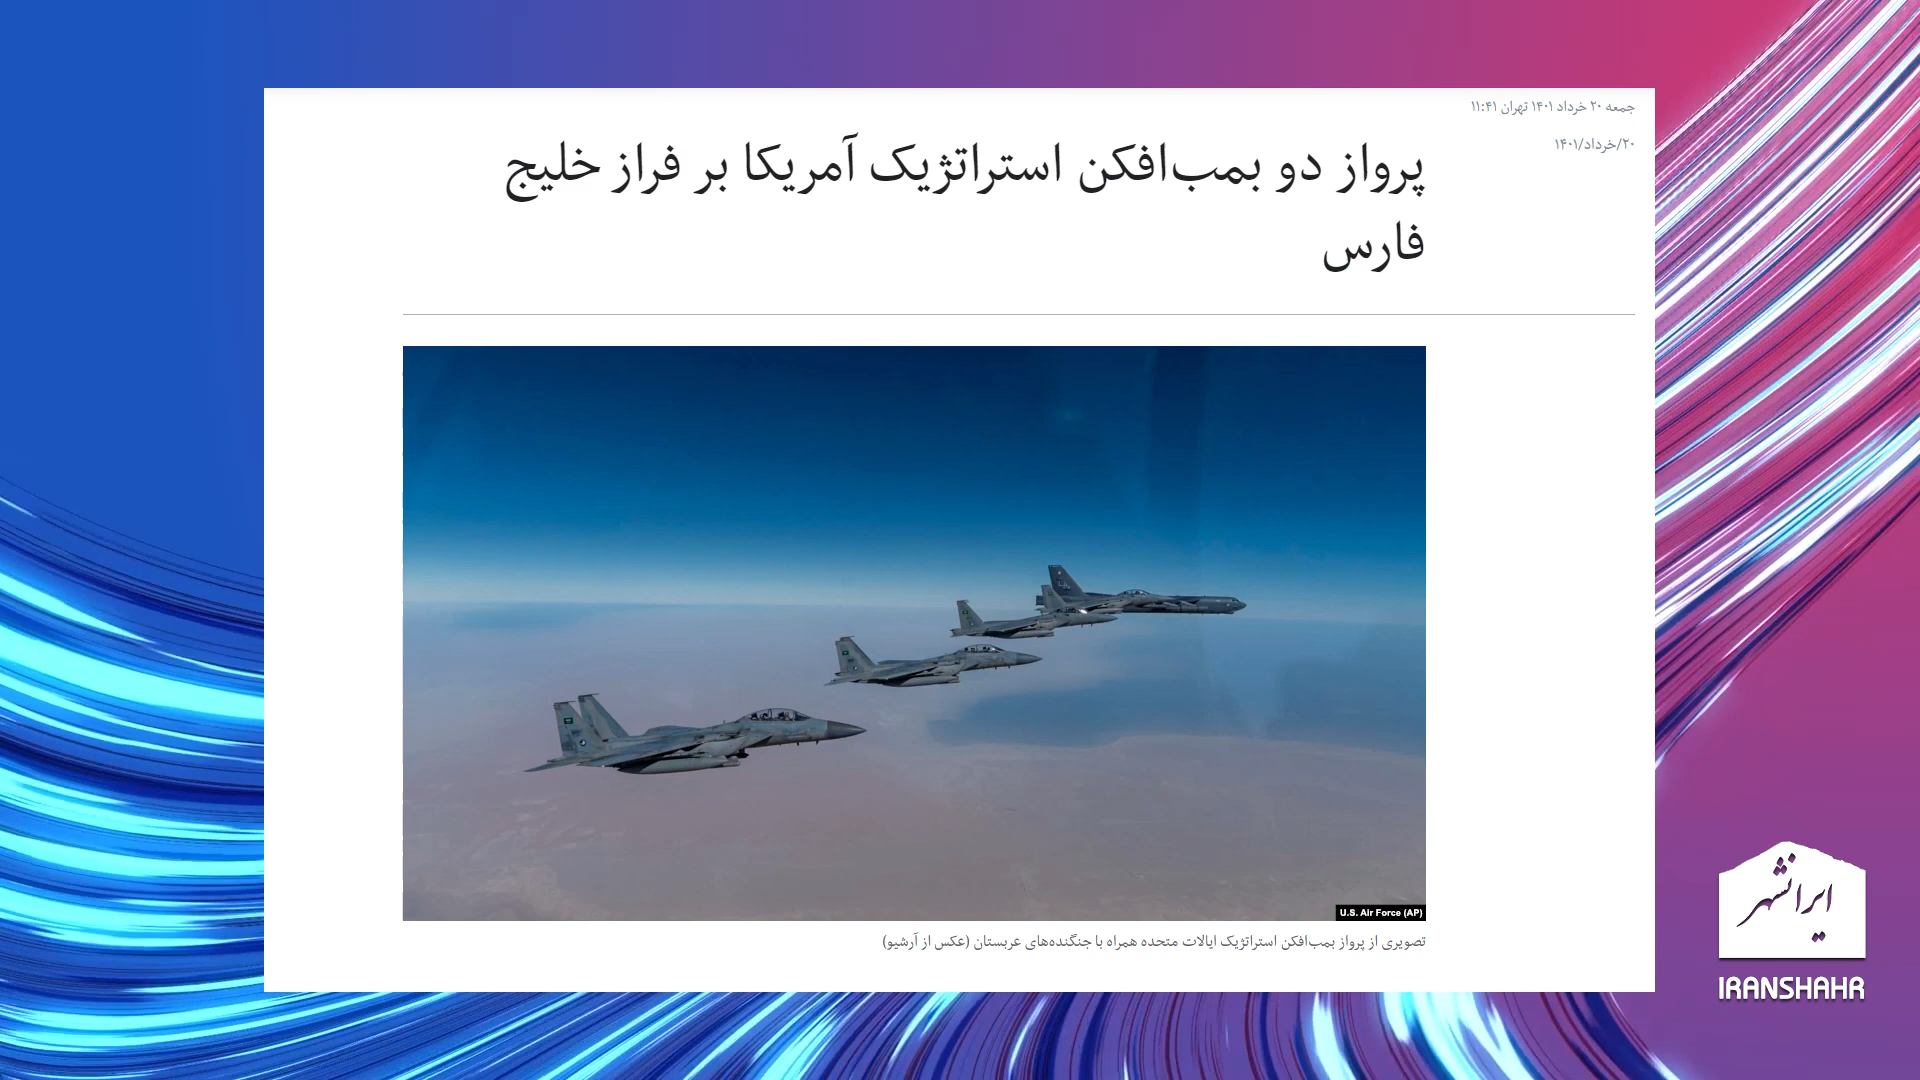 جمعه ۲۰ خرداد ۱۴۰۱ تهران ۱۱:۴۱
۲۰/خرداد/۱۴۰۱
پرواز دو بمب‌افکن استراتژیک آمریکا بر فراز خلیج
فارس
U.S. Air Force (AP)
تصویری از پرواز بمب‌افکن استراتژیک ایالات متحده همراه با جنگنده‌های عربستان (عکس از آرشیو)
ایرانشهر
IRANSHAHR